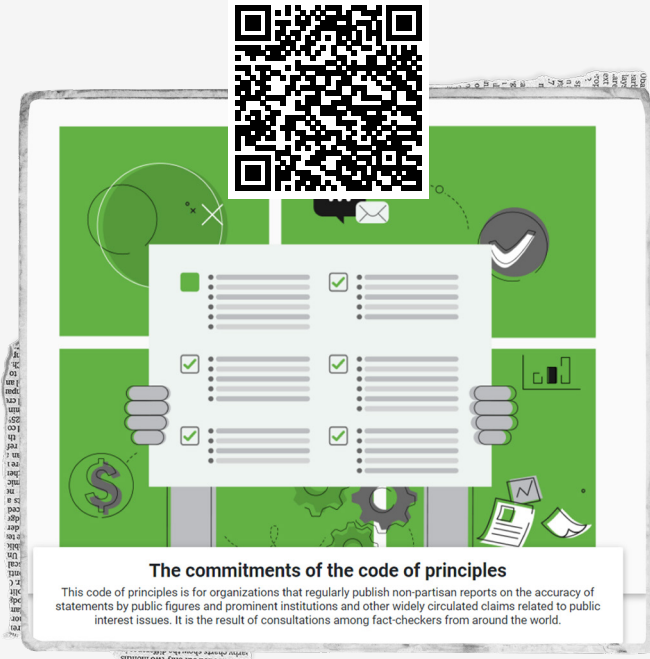 The commitments of the code of principles
This code of principles is for organizations that regularly publish non-partisan reports on the accuracy of
statements by public figures and prominent institutions and other widely circulated claims related to public
interest issues. It is the result of consultations among fact-checkers from around the world.